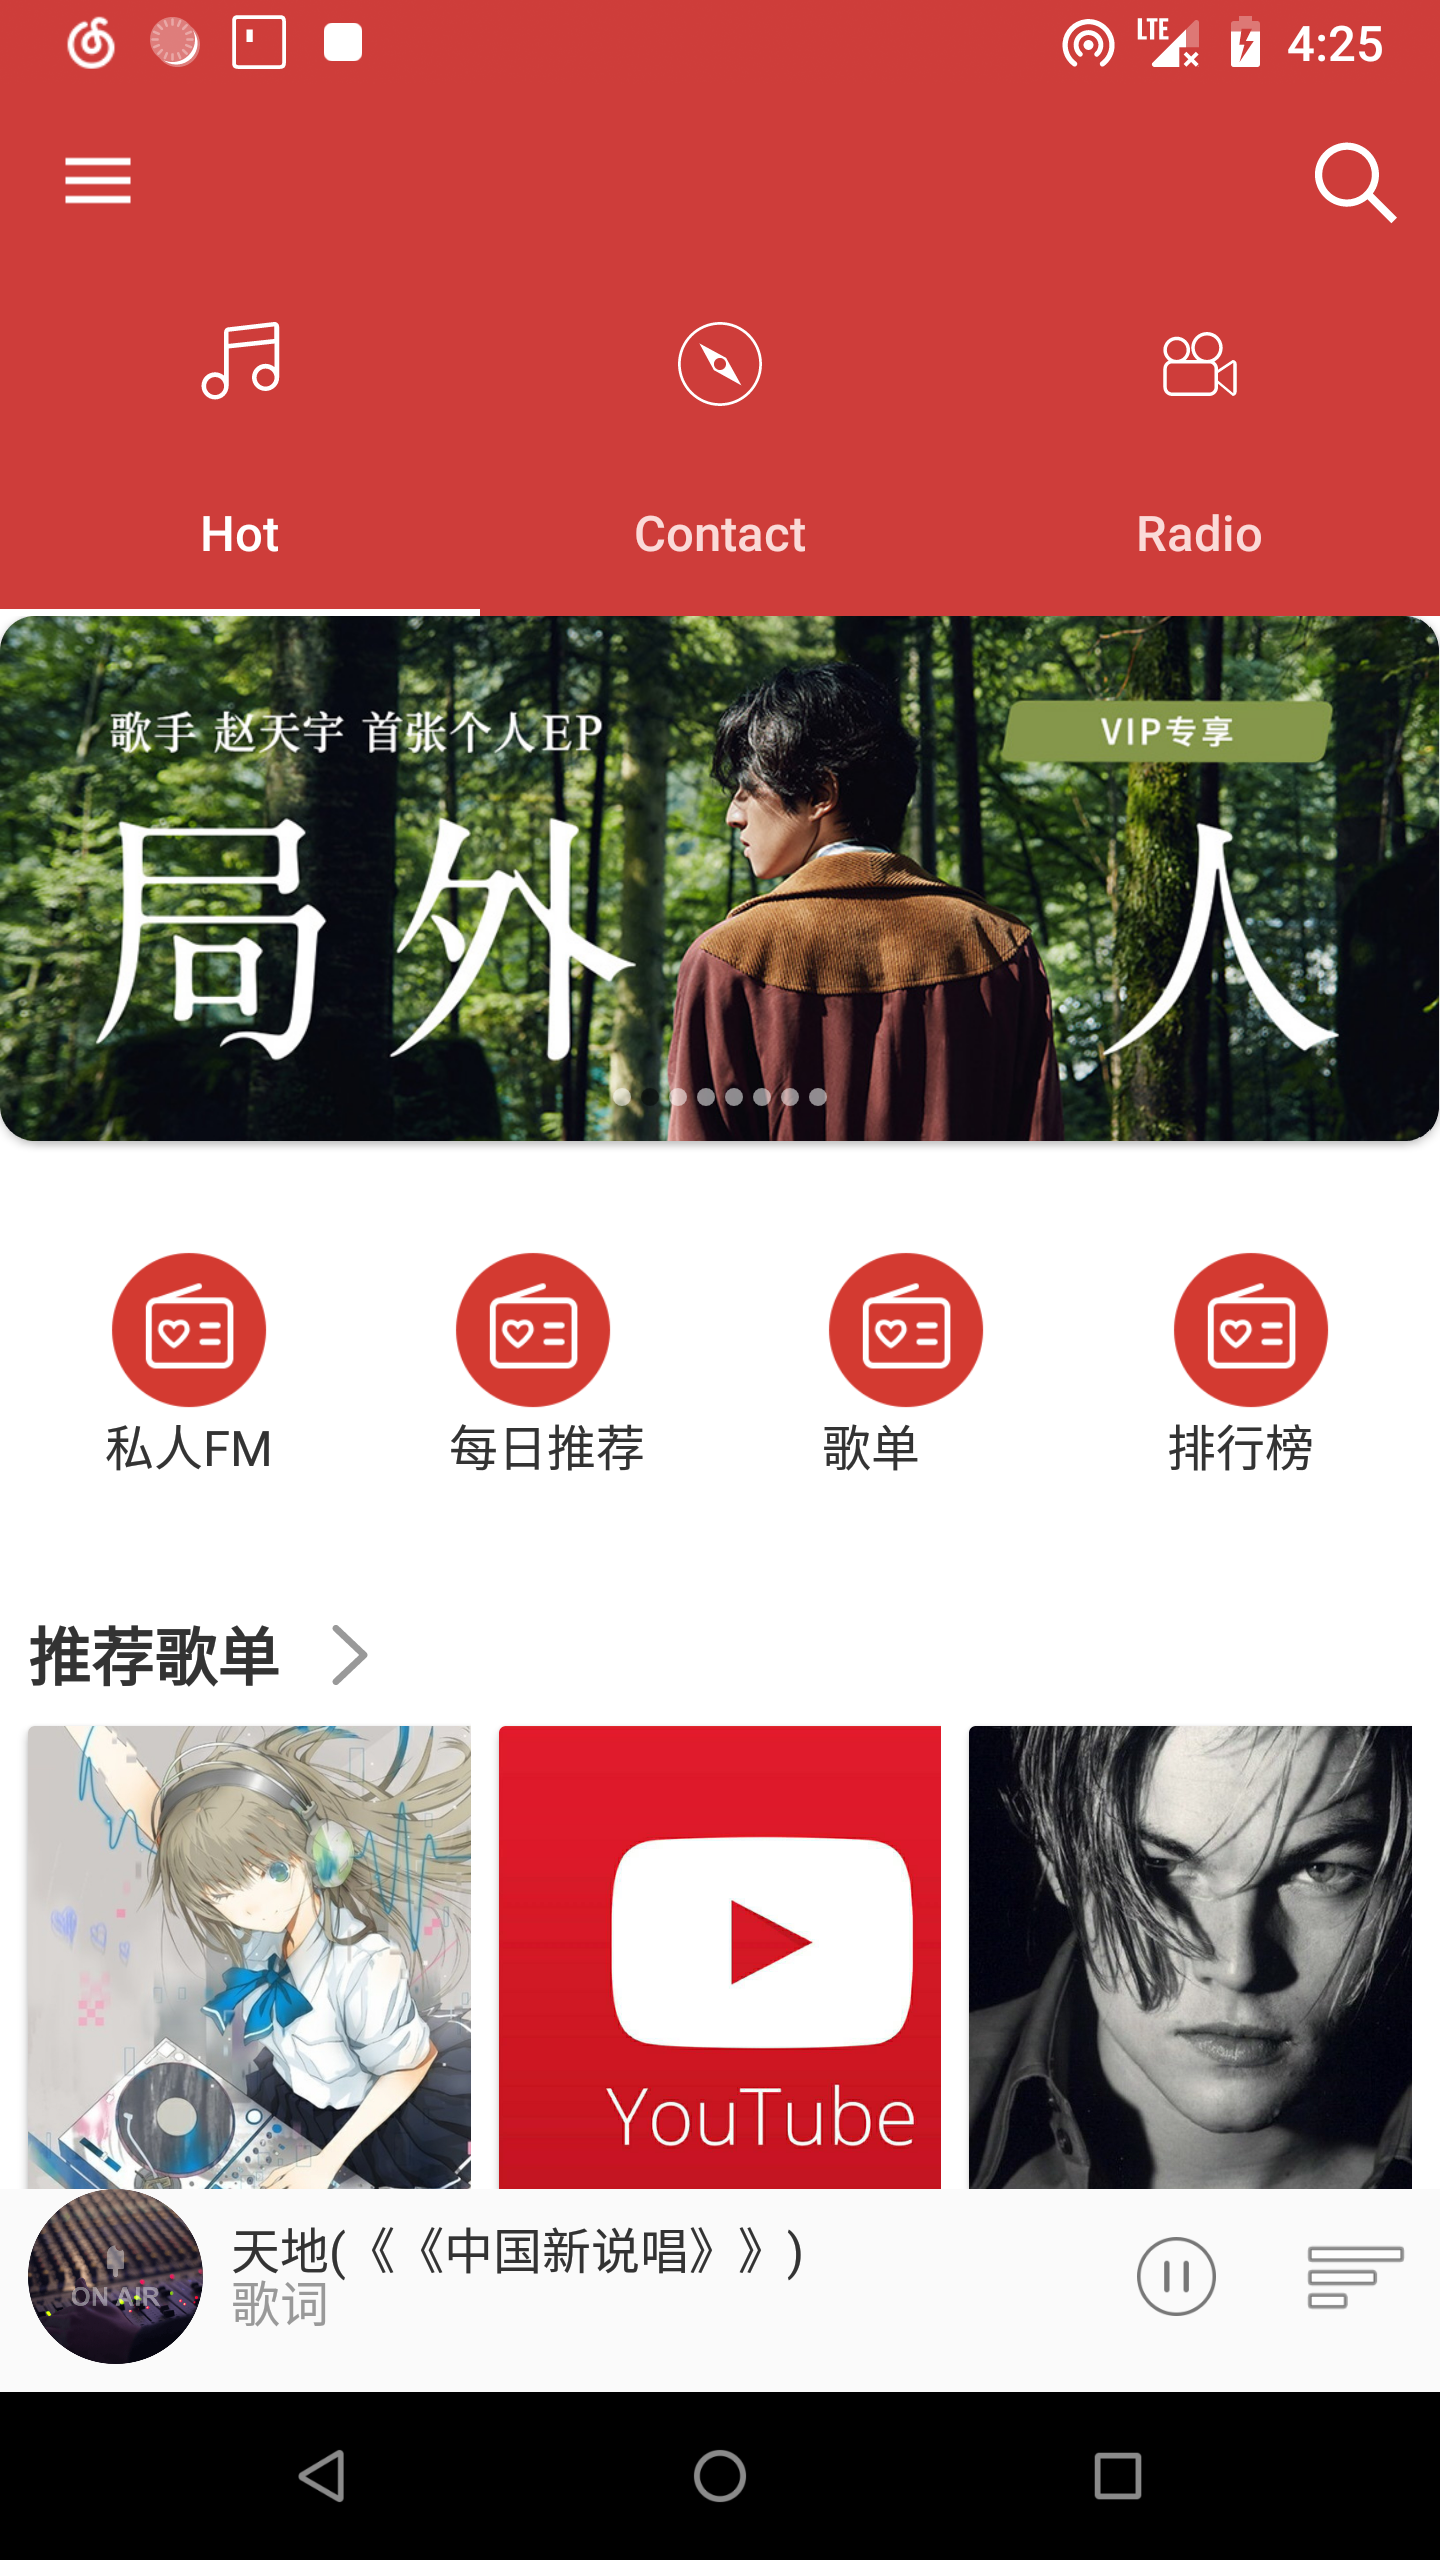 LTE 4:25
Hot Contact Radio
歌手 赵天宇 首张个人EP
VIP专享
局外人
私人FM 每日推荐 歌单 排行榜
推荐歌单
YouTube
ON AIR
天地(《《中国新说唱》》)
歌词